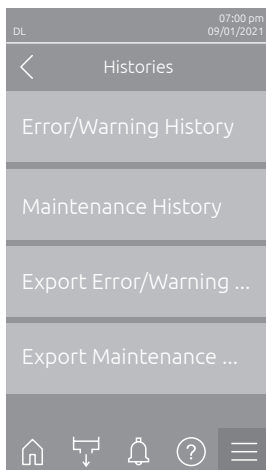 07:00 pm
DL 09/01/2021
Histories
Error/Warning History
Maintenance History
Export Error/Warning ...
Export Maintenance ...
?